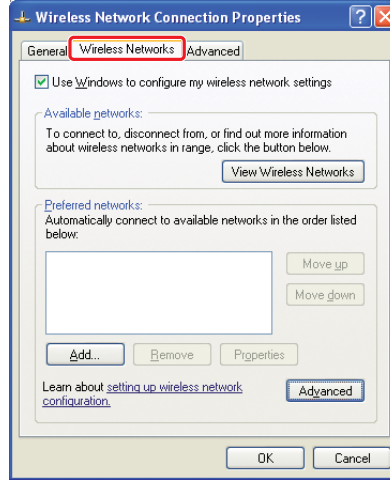 Wireless Network Connection Properties
General Wireless Networks Advanced
Use Windows to configure my wireless network settings
Available networks:
To connect to, disconnect from, or find out more information
about wireless networks in range, click the button below.
View Wireless Networks
Preferred networks:
Automatically connect to available networks in the order listed
below:
Move up
Move down
Add... Remove Properties
Learn about setting up wireless network
configuration.
Advanced
OK Cancel